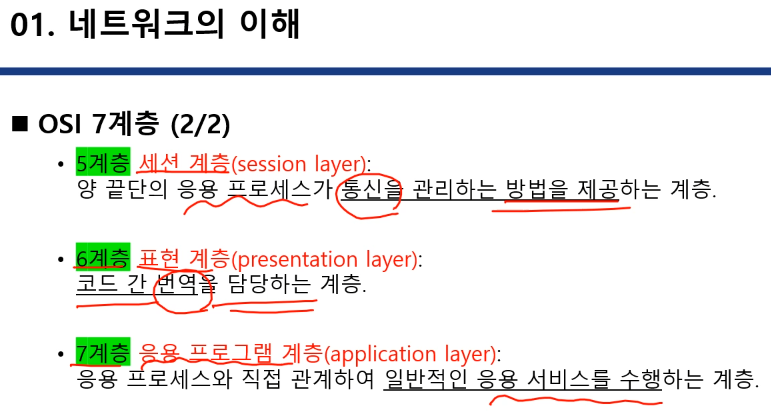 01. 네트워크의 이해
■ OSI 7계층 (2/2)
• 5계층 세션 계층(session layer):
양 끝단의 응용 프로세스가 통신을 관리하는 방법을 제공하는 계층.
• 6계층 표현 계층(presentation layer):
코드 간 번역을 담당하는 계층.
• 7계층 응용 프로그램 계층(application layer):
응용 프로세스와 직접 관계하여 일반적인 응용 서비스를 수행하는 계층.